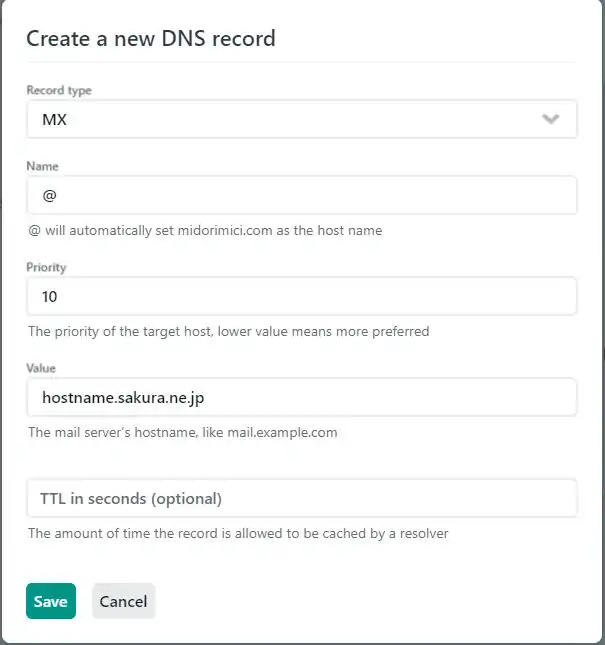 Create a new DNS record
Record type
MX
Name
@
@ will automatically set midorimici.com as the host name
Priority
10
The priority of the target host, lower value means more preferred
Value
hostname.sakura.ne.jp
The mail server's hostname, like mail.example.com
TTL in seconds (optional)
The amount of time the record is allowed to be cached by a resolver
Save Cancel